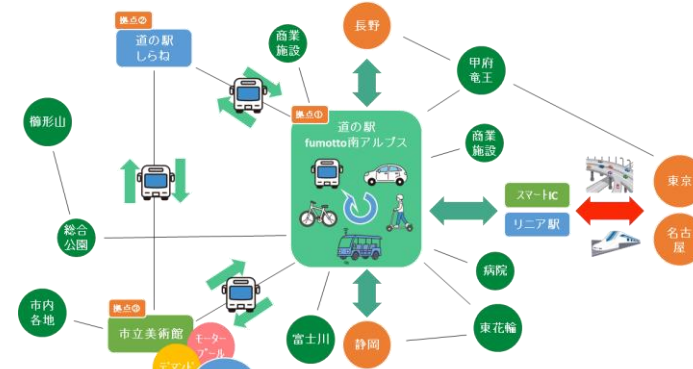 拠点②
道の駅
しらね
商業
施設
長野
甲府
竜王
櫛形山
拠点①
道の駅
fumotto南アルプス
商業
施設
スマートIC
リニア駅
東京
名古
屋
総合
公園
病院
市内
各地
拠点③
市立美術館
モーター
プール
デマンド
富士川
静岡
東花輪